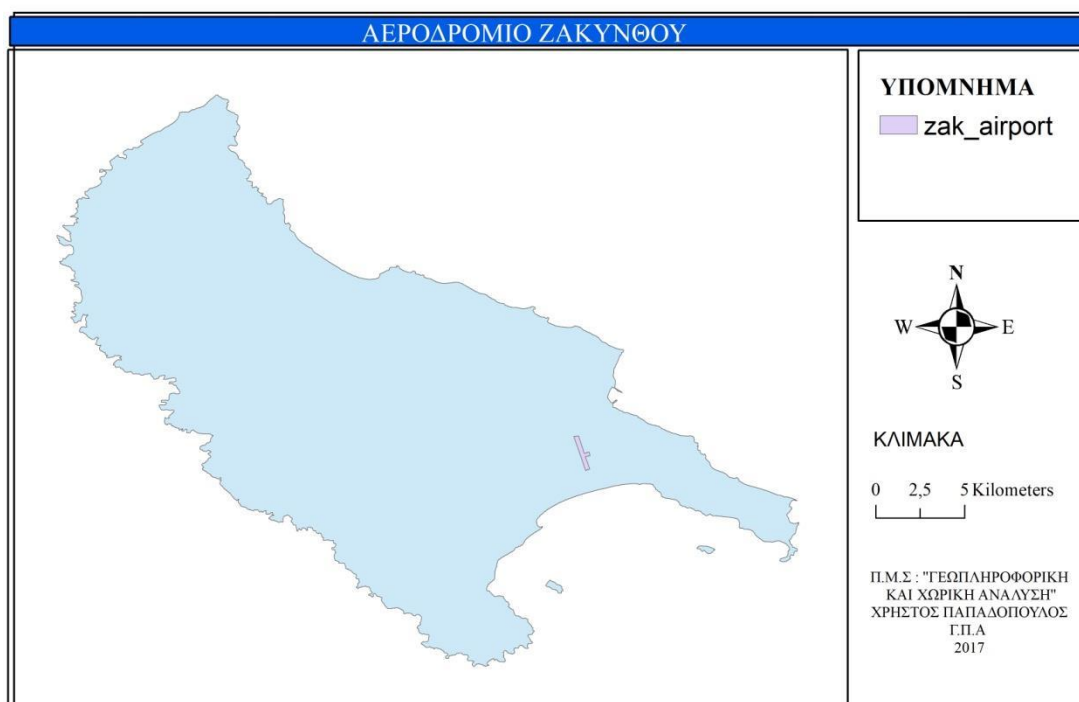 ΑΕΡΟΔΡΟΜΙΟ ΖΑΚΥΝΘΟΥ
ΥΠΟΜΝΗΜΑ
zak_airport
N
W E
S
ΚΛΙΜΑΚΑ
0 2,5 5 Kilometers
Π.Μ.Σ : "ΓΕΩΠΛΗΡΟΦΟΡΙΚΗ
ΚΑΙ ΧΩΡΙΚΗ ΑΝΑΛΥΣΗ"
ΧΡΗΣΤΟΣ ΠΑΠΑΔΟΠΟΥΛΟΣ
Γ.Π.Α
2017